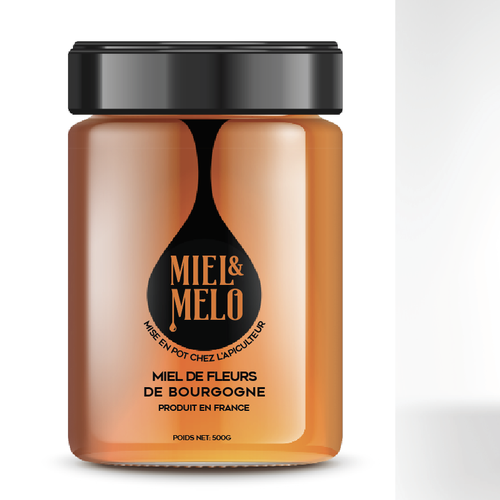 MIEL&
MELO
MISE EN POT CHEZ L'APICULTEUR
MIEL DE FLEURS
DE BOURGOGNE
PRODUIT EN FRANCE
POIDS NET: 500G